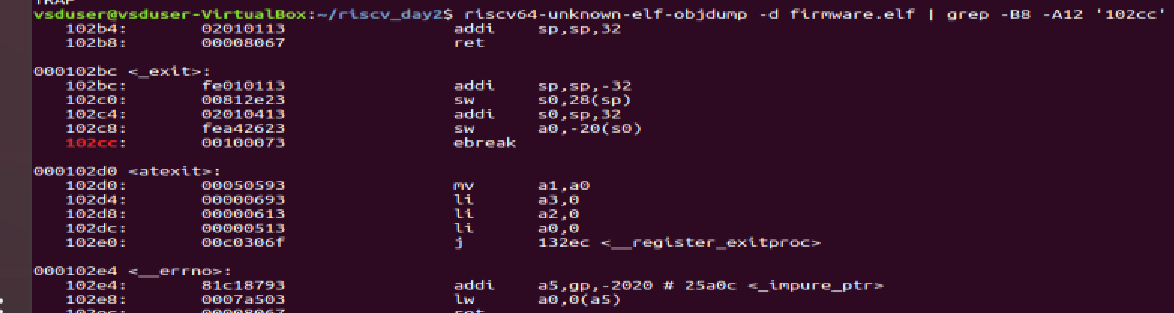 TRAP
vsduser@vsduser-VirtualBox:~/riscv_day2$ riscv64-unknown-elf-objdump -d firmware.elf | grep -B8 -A12 '102cc'
102b4: 02010113 addi sp,sp,32
102b8: 00008067 ret
000102bc <_exit>:
102bc: fe010113 addi sp,sp,-32
102c0: 00812e23 sw s0,28(sp)
102c4: 02010413 addi s0,sp,32
102c8: fea42623 sw a0,-20(s0)
102cc: 00100073 ebreak
000102d0 <atexit>:
102d0: 00050593 mv a1,a0
102d4: 00000693 li a3,0
102d8: 00000613 li a2,0
102dc: 00000513 li a0,0
102e0: 00c0306f j 132ec <__register_exitproc>
000102e4 <__errno>:
102e4: 81c18793 addi a5,gp,-2020 # 25a0c <_impure_ptr>
102e8: 0007a503 lw a0,0(a5)
102ec: 00008067 ret